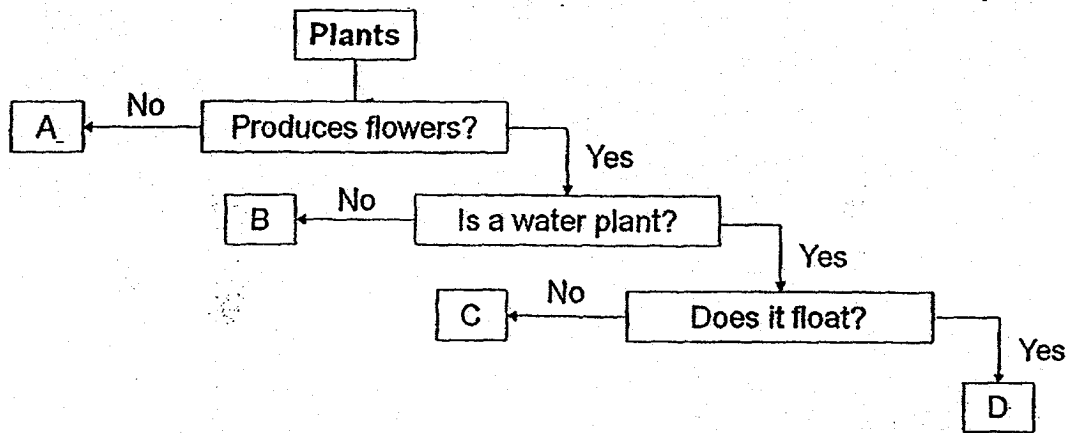 Plants
No
A
Produces flowers?
Yes
No
B
Is a water plant?
Yes
No
C
Does it float?
Yes
D